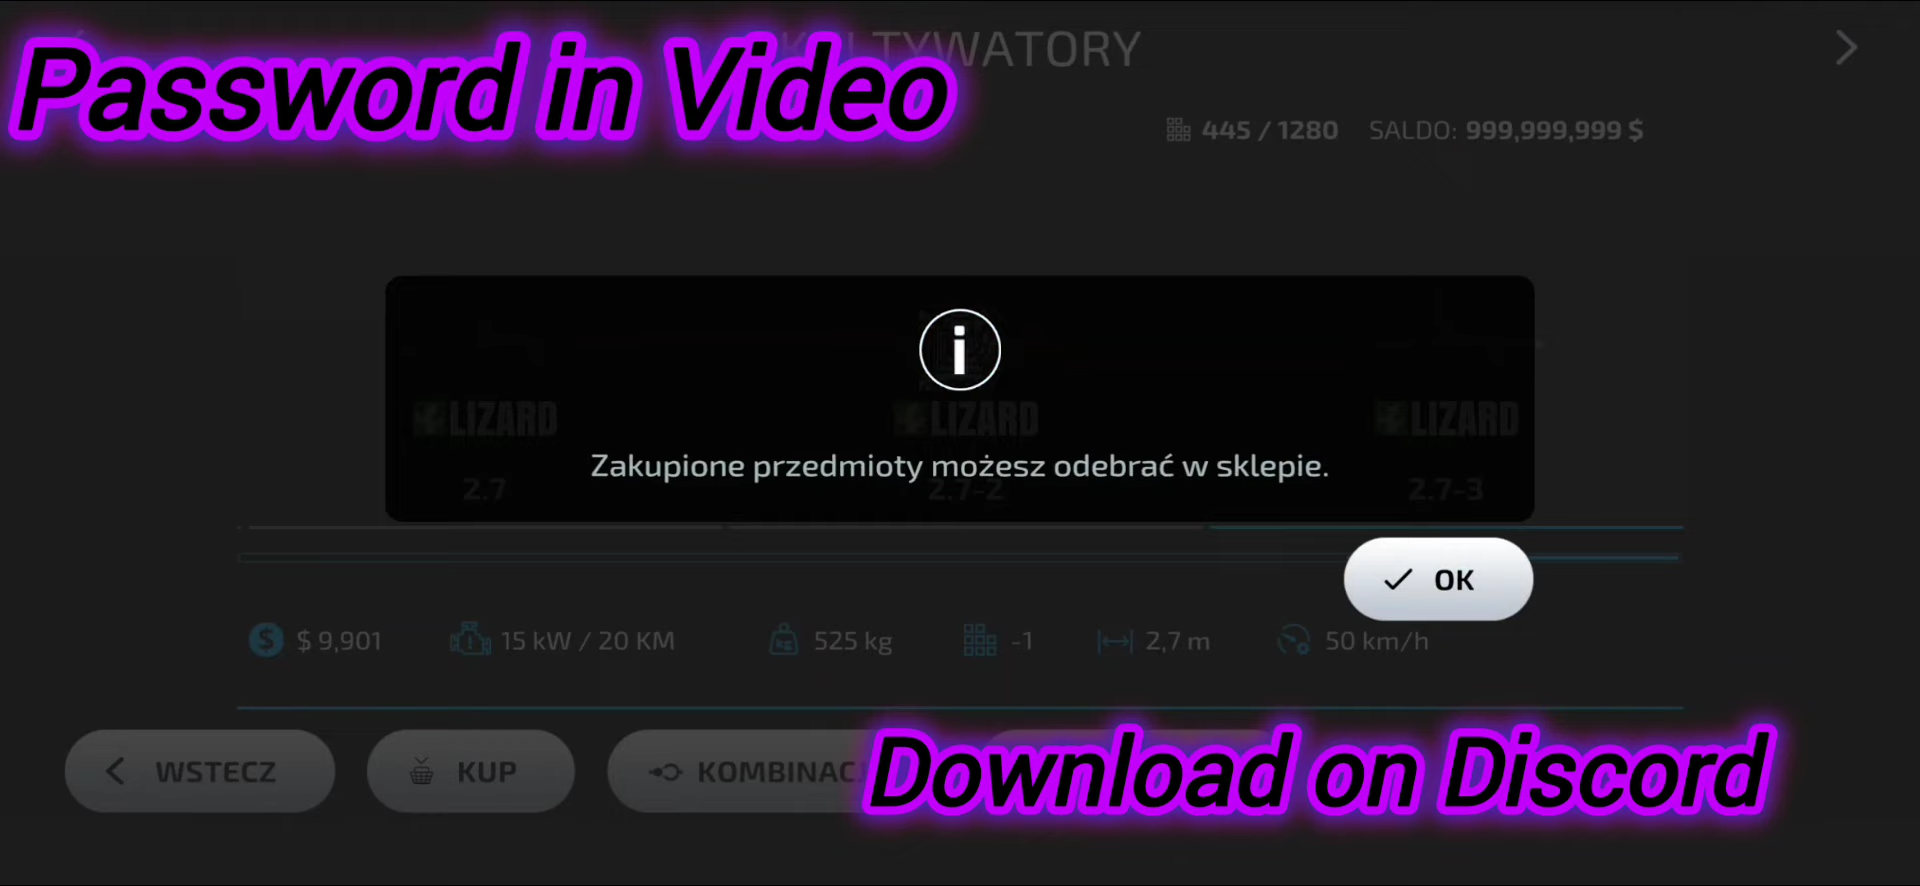 Password in Video
TYWATORY
445 / 1280 SALDO: 999,999,999 $
LIZARD LIZARD LIZARD
Zakupione przedmioty możesz odebrać w sklepie.
2.7 2.7-2 2.7-3
OK
$ 9,901 15 kW / 20 KM 525 kg -1 2,7 m 50 km/h
WSTECZ KUP KOMBINAC
Download on Discord